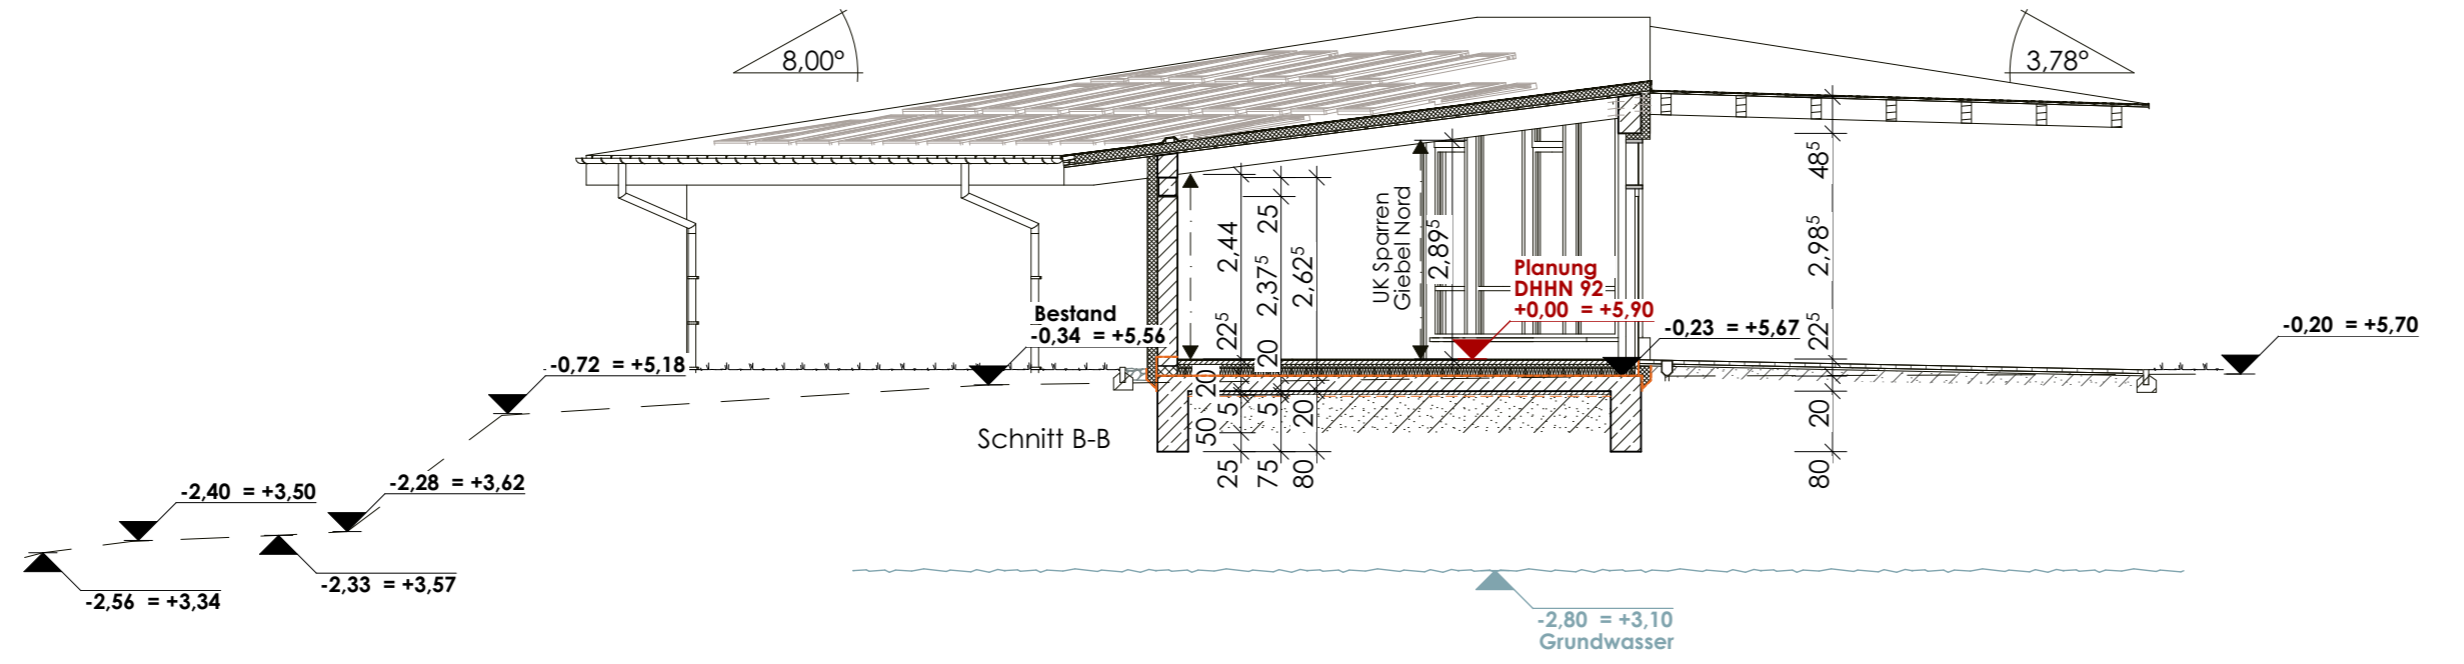 8,00°
3,78°
48⁵
2,98⁵
22⁵
20
80
UK Sparren
Giebel Nord
2,89⁵
2,44
22⁵
20
5
50
25
25
2,37⁵
20
5
75
2,62⁵
20
80
Planung
DHHN 92
+0,00 = +5,90
Bestand
-0,34 = +5,56
-0,23 = +5,67
-0,20 = +5,70
-0,72 = +5,18
Schnitt B-B
-2,40 = +3,50
-2,28 = +3,62
-2,56 = +3,34
-2,33 = +3,57
-2,80 = +3,10
Grundwasser